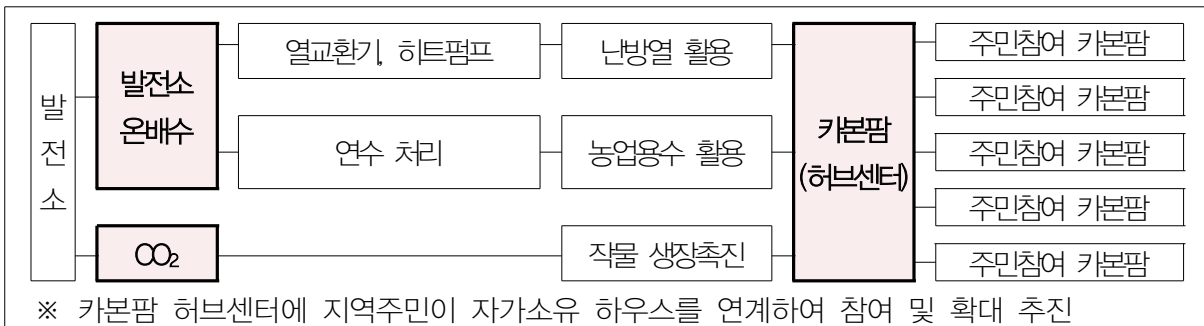 발전소
발전소
온배수
열교환기, 히트펌프
난방열 활용
연수 처리
농업용수 활용
CO₂
작물 생장촉진
카본팜
(허브센터)
주민참여 카본팜
주민참여 카본팜
주민참여 카본팜
주민참여 카본팜
주민참여 카본팜
※ 카본팜 허브센터에 지역주민이 자가소유 하우스를 연계하여 참여 및 확대 추진